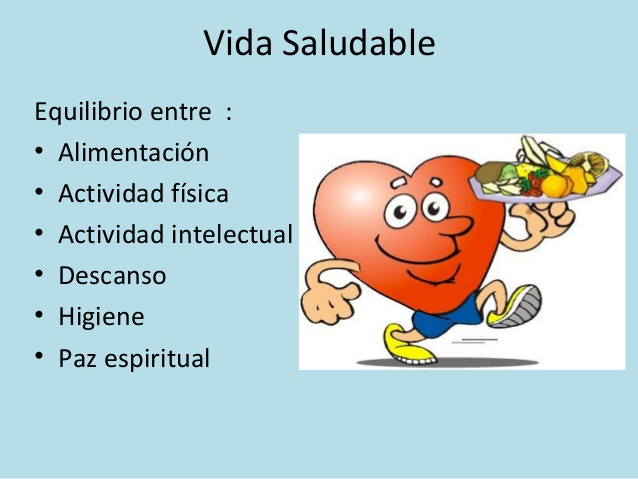 Vida Saludable
Equilibrio entre :
• Alimentación
• Actividad física
• Actividad intelectual
• Descanso
• Higiene
• Paz espiritual